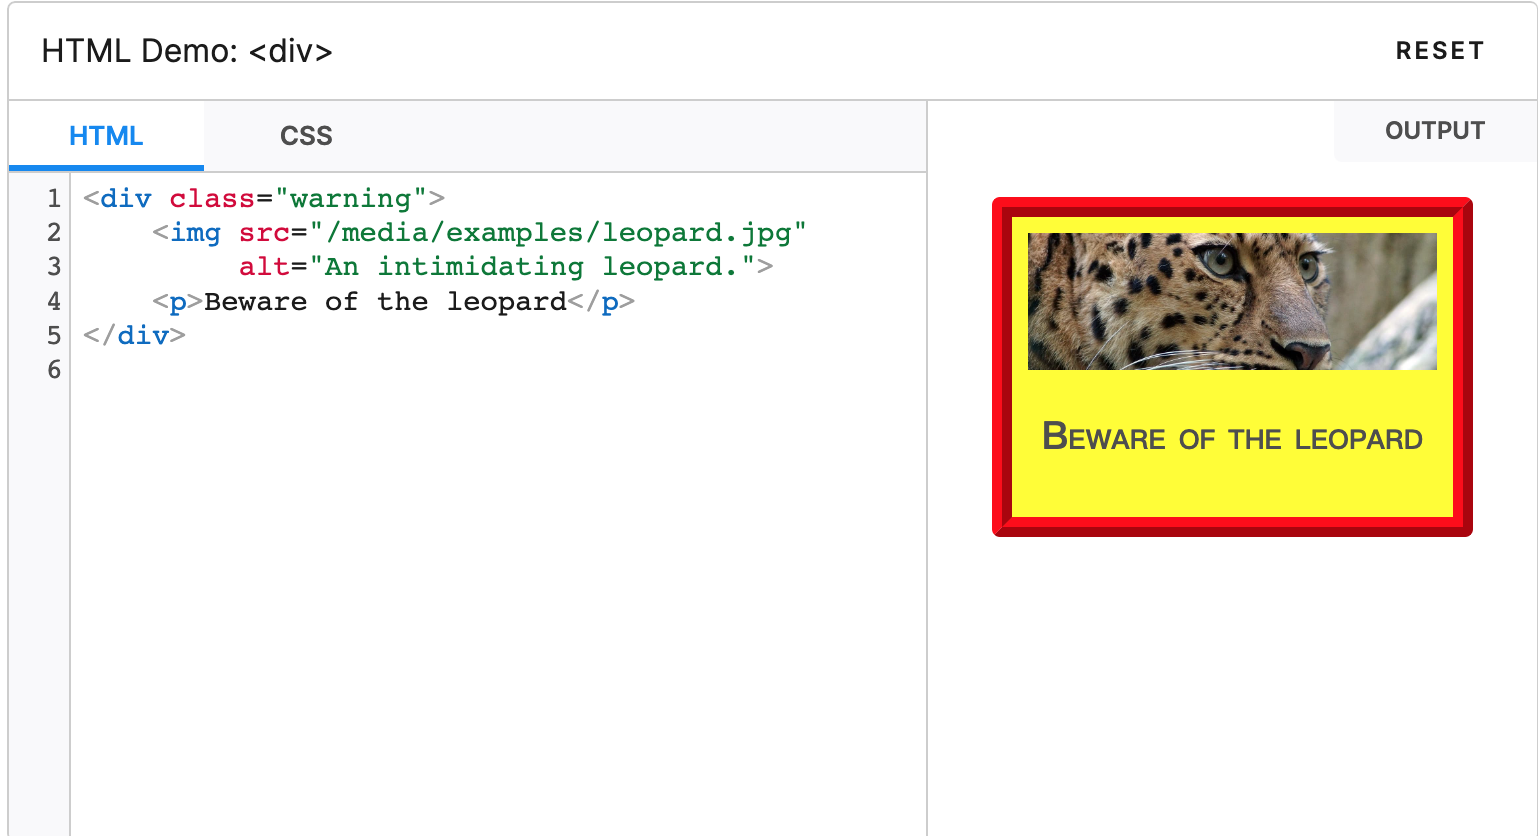 HTML Demo: <div>
RESET
HTML
CSS
1 <div class="warning">
2     <img src="/media/examples/leopard.jpg"
3          alt="An intimidating leopard.">
4     <p>Beware of the leopard</p>
5 </div>
6
OUTPUT
Beware of the leopard